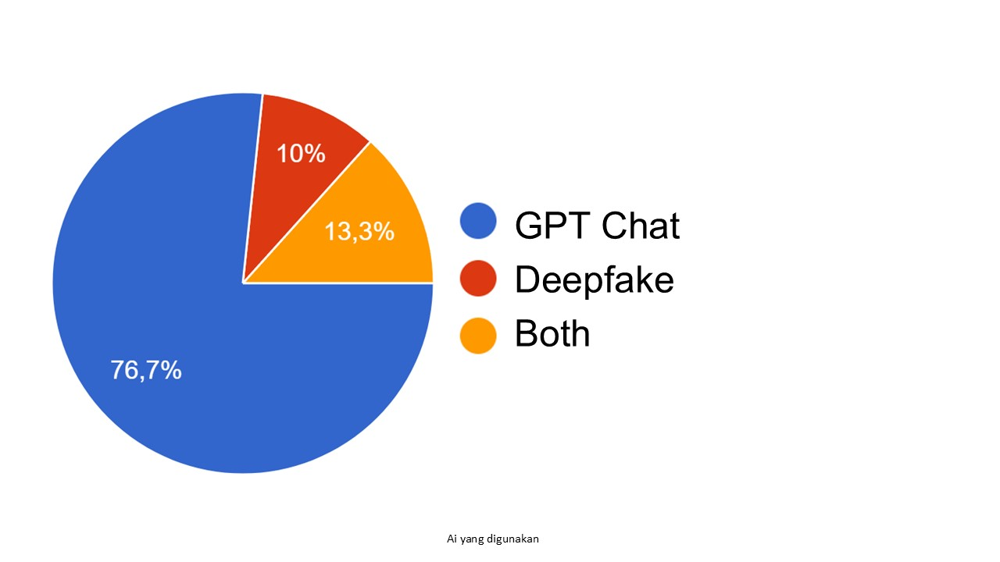 10%
13,3%
76,7%
GPT Chat
Deepfake
Both
Ai yang digunakan